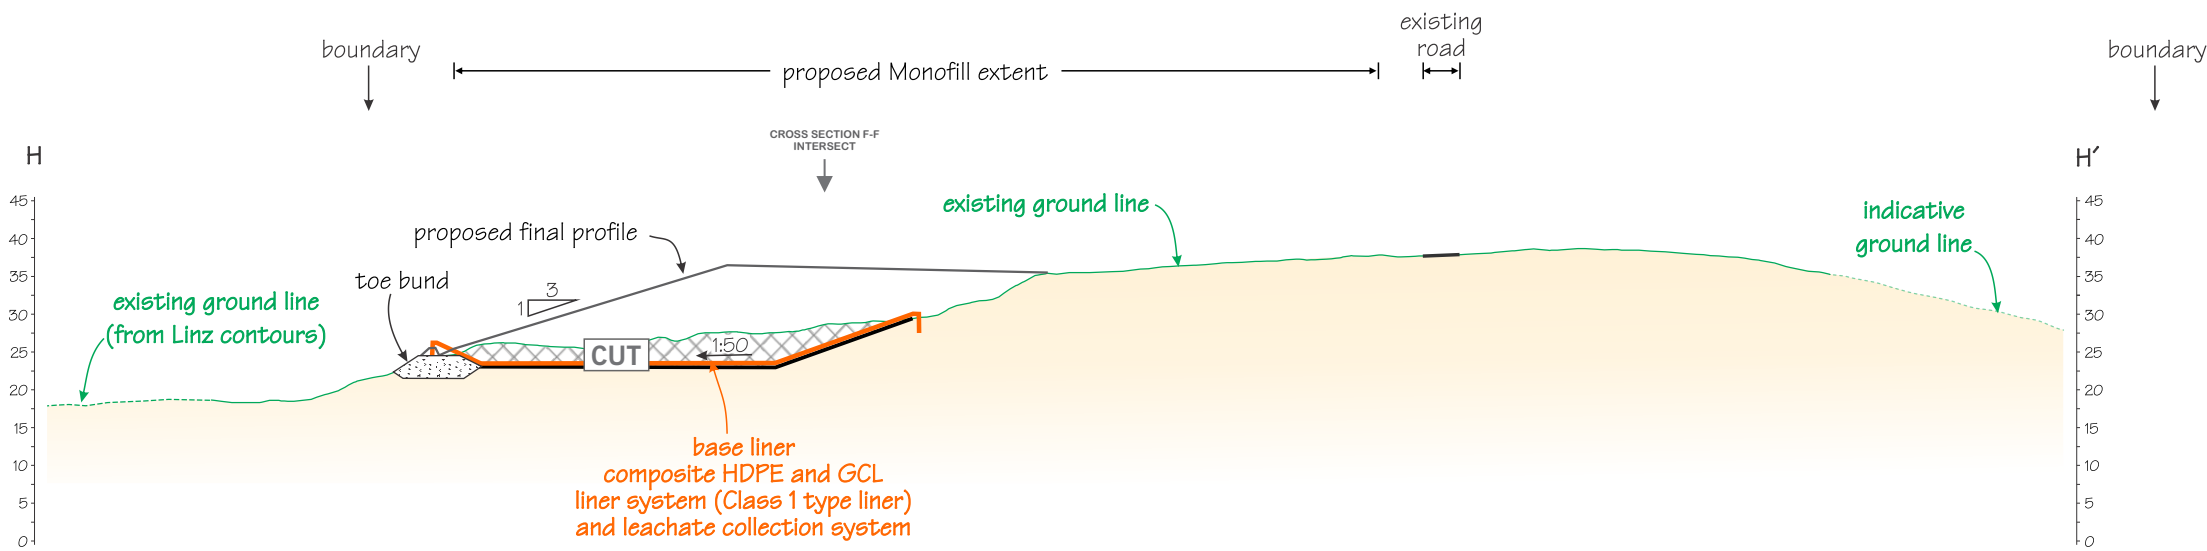 existing
road
boundary
boundary
proposed Monofill extent
CROSS SECTION F-F
INTERSECT
H
H′
existing ground line
indicative
ground line
proposed final profile
toe bund
3
1
existing ground line
(from Linz contours)
CUT
1:50
base liner
composite HDPE and GCL
liner system (Class 1 type liner)
and leachate collection system
45
40
35
30
25
20
15
10
5
0
45
40
35
30
25
20
15
10
5
0